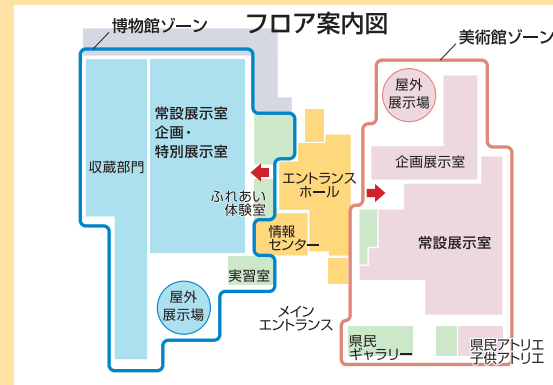 フロア案内図
博物館ゾーン
美術館ゾーン
屋外
展示場
常設展示室
企画・
特別展示室
収蔵部門
企画展示室
エントランス
ホール
ふれあい
体験室
情報
センター
常設展示室
実習室
屋外
展示場
メイン
エントランス
県民
ギャラリー
県民アトリエ
子供アトリエ